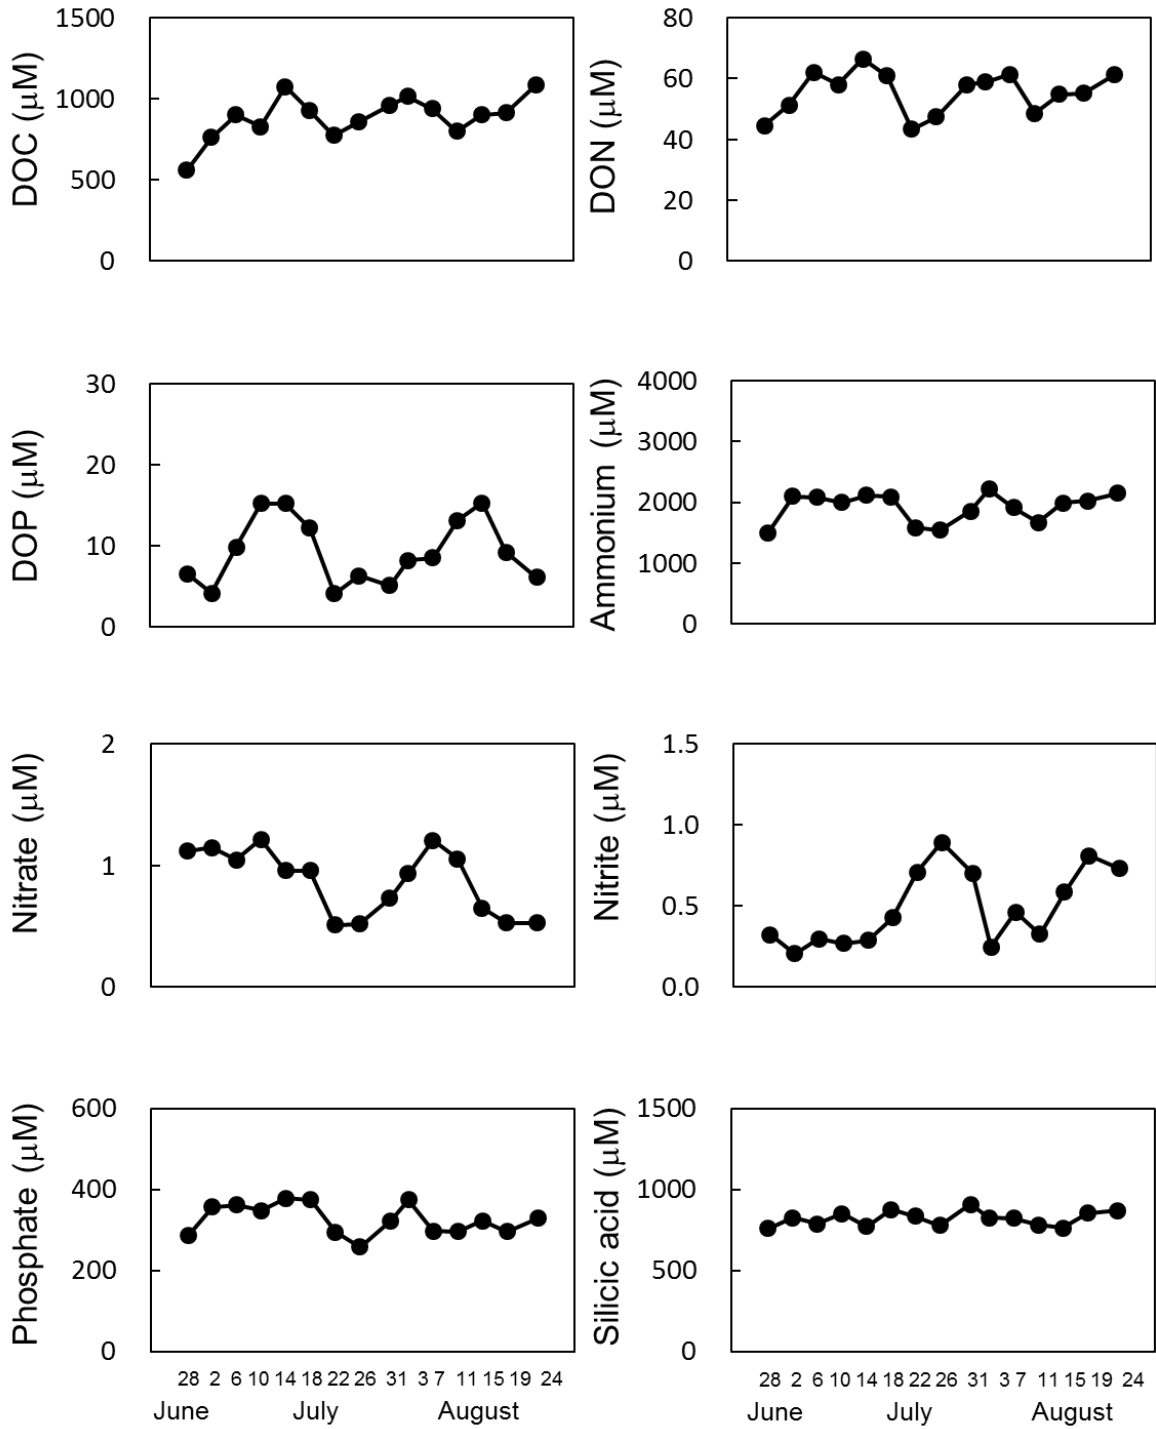 DOC (μM)
1500
1000
500
0
DON (μM)
80
60
40
20
0
DOP (μM)
30
20
10
0
Ammonium (μM)
4000
3000
2000
1000
0
Nitrate (μM)
2
1
0
Nitrite (μM)
1.5
1.0
0.5
0.0
Phosphate (μM)
600
400
200
0
28 2 6 10 14 18 22 26 31 3 7 11 15 19 24
June July August
Silicic acid (μM)
1500
1000
500
0
28 2 6 10 14 18 22 26 31 3 7 11 15 19 24
June July August